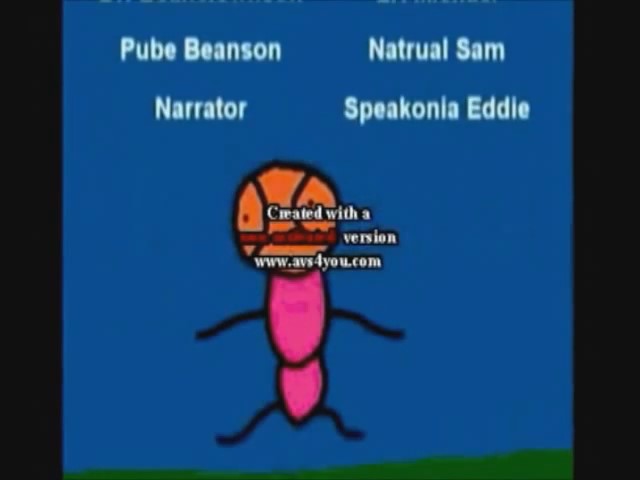 Pube Beanson Natrual Sam
Narrator Speakonia Eddie
Created with a
version
www.avs4you.com